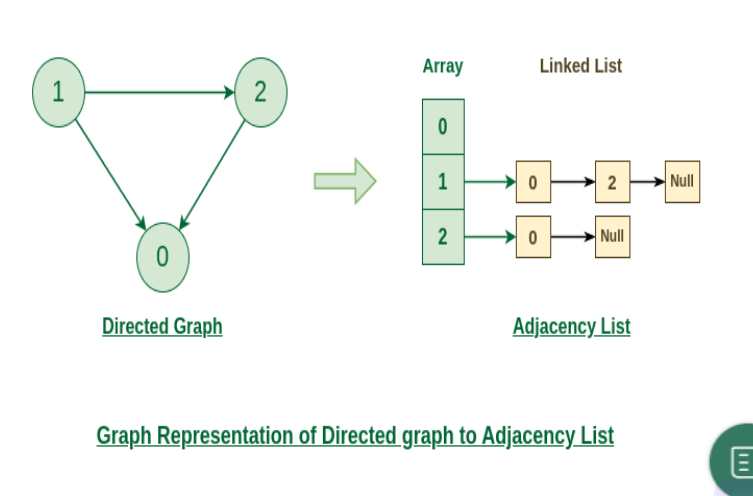 Array Linked List
1 2
0
1 0 2 Null
2 0 Null
0
Directed Graph Adjacency List
Graph Representation of Directed graph to Adjacency List